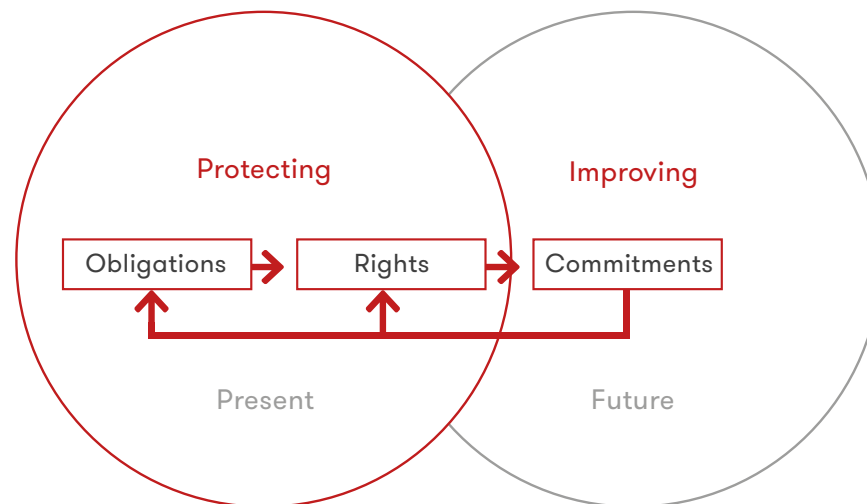 Protecting
Improving
Obligations
Rights
Commitments
Present
Future